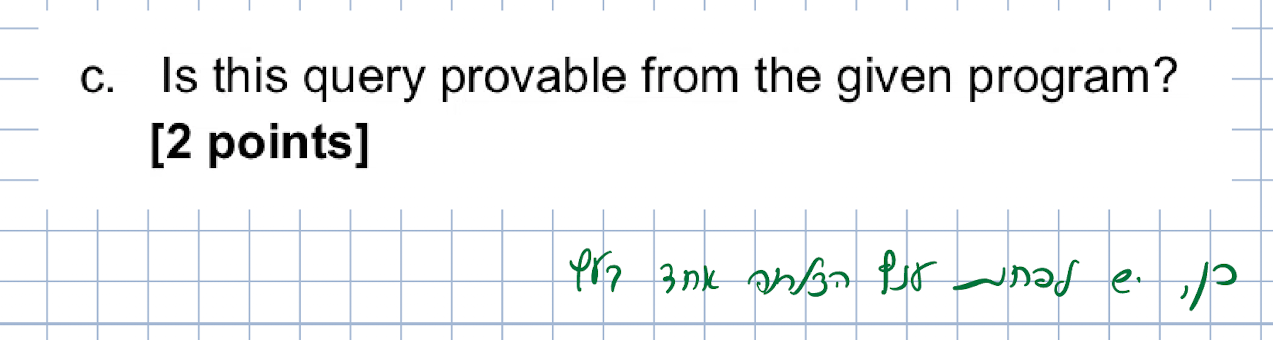 c. Is this query provable from the given program?
[2 points]
כן, יש לפחות ענף הצלחה אחד בעץ